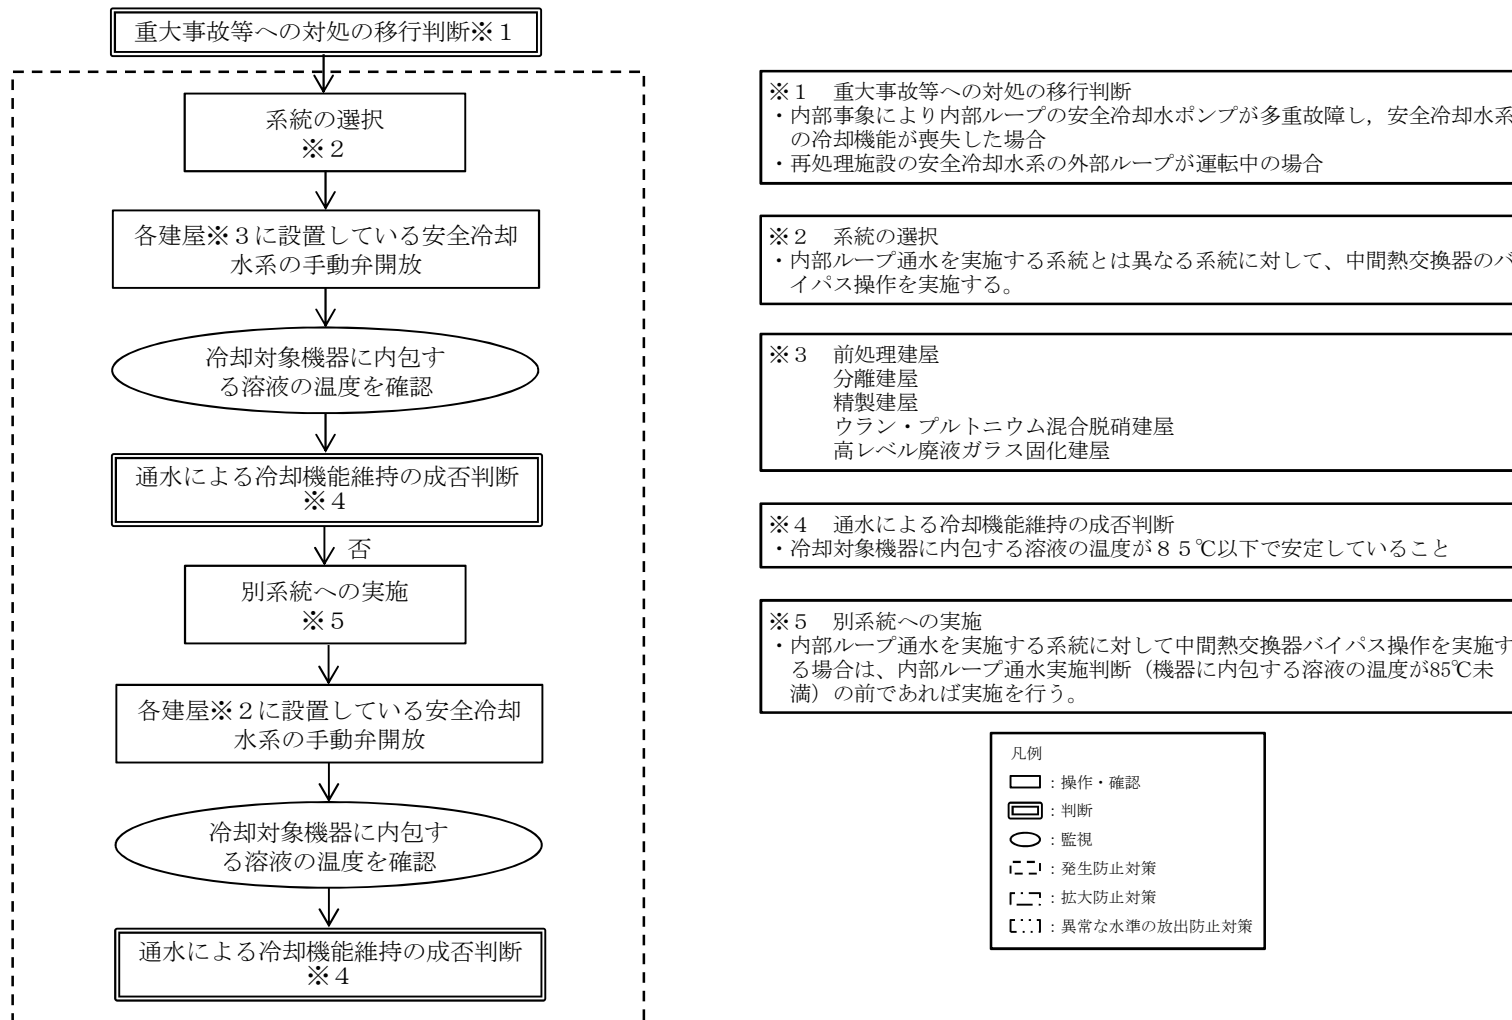 重大事故等への対処の移行判断※１
系統の選択
※２
各建屋※３に設置している安全冷却
水系の手動弁開放
冷却対象機器に内包す
る溶液の温度を確認
通水による冷却機能維持の成否判断
※４
否
別系統への実施
※５
各建屋※２に設置している安全冷却
水系の手動弁開放
冷却対象機器に内包す
る溶液の温度を確認
通水による冷却機能維持の成否判断
※４
※１　重大事故等への対処の移行判断
・内部事象により内部ループの安全冷却水ポンプが多重故障し，安全冷却水系
の冷却機能が喪失した場合
・再処理施設の安全冷却水系の外部ループが運転中の場合
※２　系統の選択
・内部ループ通水を実施する系統とは異なる系統に対して、中間熱交換器のバ
イパス操作を実施する。
※３　前処理建屋
分離建屋
精製建屋
ウラン・プルトニウム混合脱硝建屋
高レベル廃液ガラス固化建屋
※４　通水による冷却機能維持の成否判断
・冷却対象機器に内包する溶液の温度が８５℃以下で安定していること
※５　別系統への実施
・内部ループ通水を実施する系統に対して中間熱交換器バイパス操作を実施す
る場合は、内部ループ通水実施判断（機器に内包する溶液の温度が85℃未
満）の前であれば実施を行う。
凡例
：操作・確認
：判断
：監視
：発生防止対策
：拡大防止対策
：異常な水準の放出防止対策